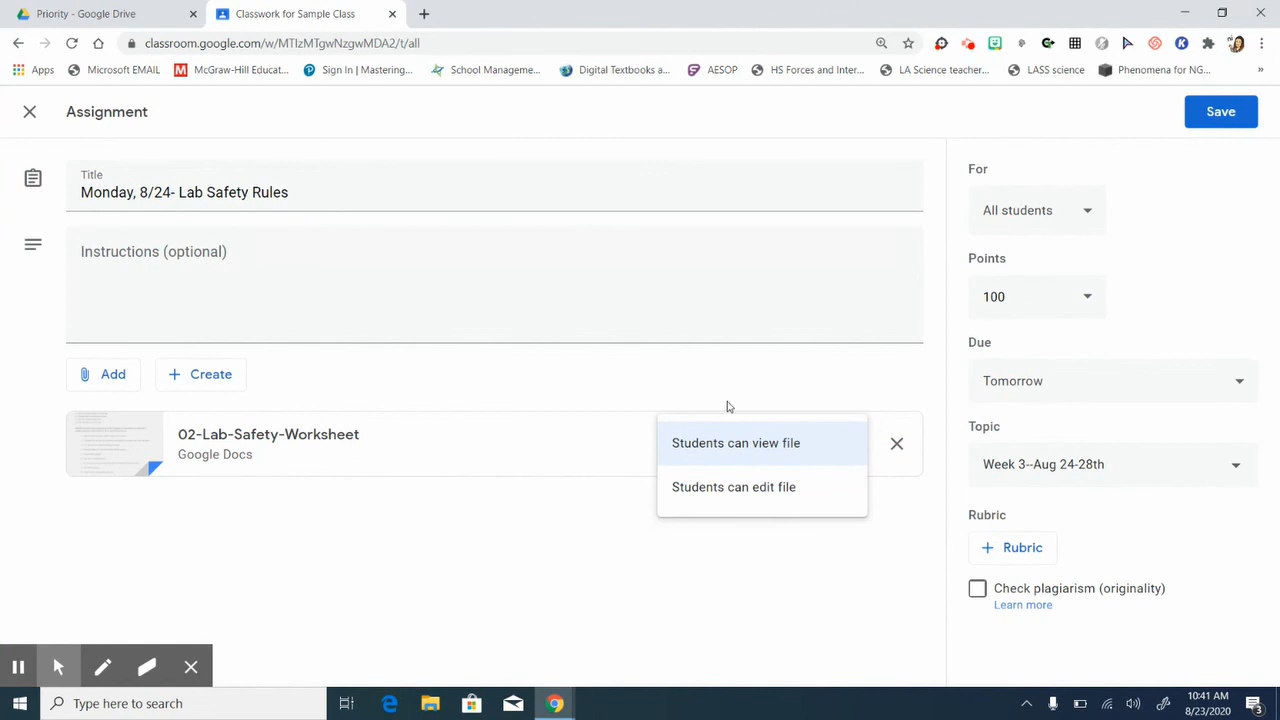 Priority - Google Drive
Classwork for Sample Class
classroom.google.com/w/MTIzMTgwNzgwMDA2/t/all
Apps
Microsoft EMAIL
McGraw-Hill Educat...
Sign In | Mastering...
School Manageme...
Digital Textbooks a...
AESOP
HS Forces and Inter...
LA Science teacher...
LASS science
Phenomena for NG...
»
Assignment
Save
Title
Monday, 8/24- Lab Safety Rules
Instructions (optional)
Add
Create
02-Lab-Safety-Worksheet
Google Docs
Students can view file
Students can edit file
For
All students
Points
100
Due
Tomorrow
Topic
Week 3--Aug 24-28th
Rubric
Rubric
Check plagiarism (originality)
Learn more
Type here to search
10:41 AM
8/23/2020
3